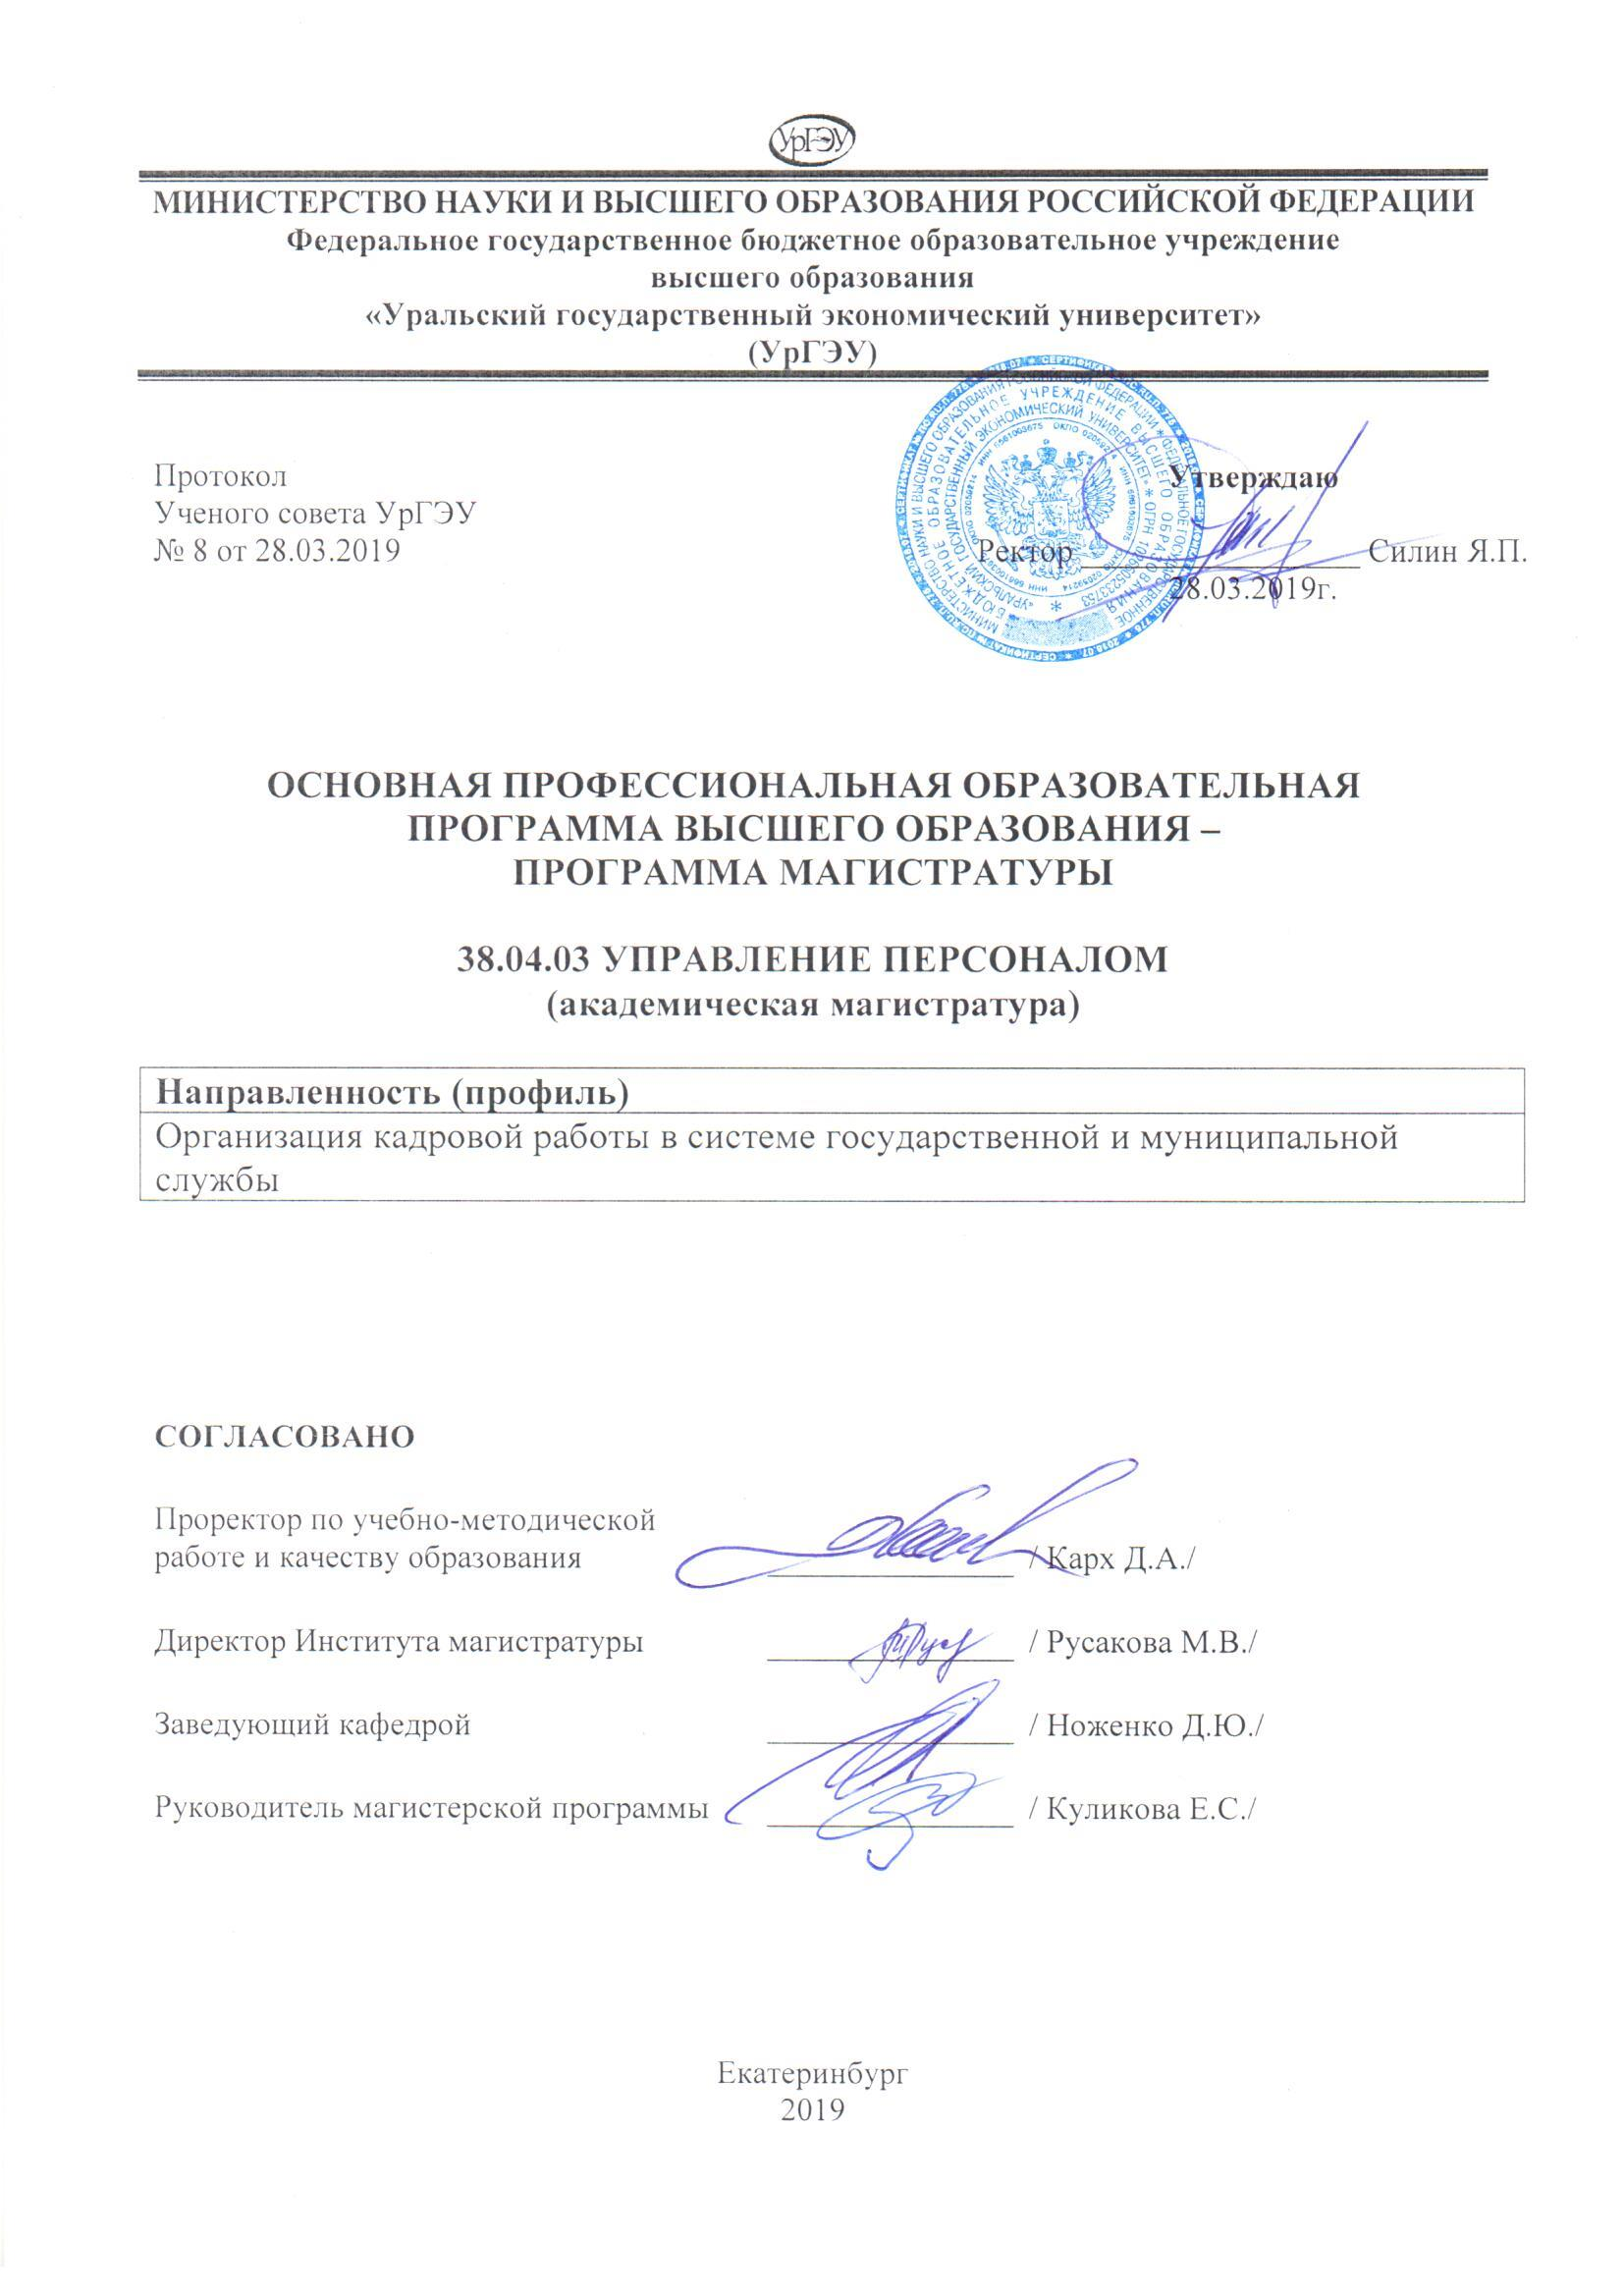 УрГЭУ
МИНИСТЕРСТВО НАУКИ И ВЫСШЕГО ОБРАЗОВАНИЯ РОССИЙСКОЙ ФЕДЕРАЦИИ
Федеральное государственное бюджетное образовательное учреждение
высшего образования
«Уральский государственный экономический университет»
(УрГЭУ)
Протокол
Ученого совета УрГЭУ
№ 8 от 28.03.2019
Утверждаю
Ректор Силин Я.П.
28.03.2019г.
ОСНОВНАЯ ПРОФЕССИОНАЛЬНАЯ ОБРАЗОВАТЕЛЬНАЯ
ПРОГРАММА ВЫСШЕГО ОБРАЗОВАНИЯ –
ПРОГРАММА МАГИСТРАТУРЫ
38.04.03 УПРАВЛЕНИЕ ПЕРСОНАЛОМ
(академическая магистратура)
Направленность (профиль)
Организация кадровой работы в системе государственной и муниципальной
службы
СОГЛАСОВАНО
Проректор по учебно-методической
работе и качеству образования / Карх Д.А./
Директор Института магистратуры / Русакова М.В./
Заведующий кафедрой / Ноженко Д.Ю./
Руководитель магистерской программы / Куликова Е.С./
Екатеринбург
2019